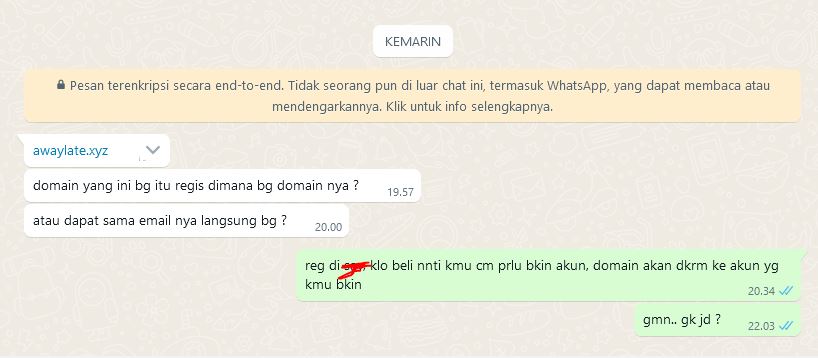 KEMARIN
Pesan terenkripsi secara end-to-end. Tidak seorang pun di luar chat ini, termasuk WhatsApp, yang dapat membaca atau
mendengarkannya. Klik untuk info selengkapnya.
awaylate.xyz
domain yang ini bg itu regis dimana bg domain nya ?
19.57
atau dapat sama email nya langsung bg ?
20.00
reg di klo beli nnti kmu cm prlu bkin akun, domain akan dkrm ke akun yg
kmu bkin
20.34
gmn.. gk jd ?
22.03